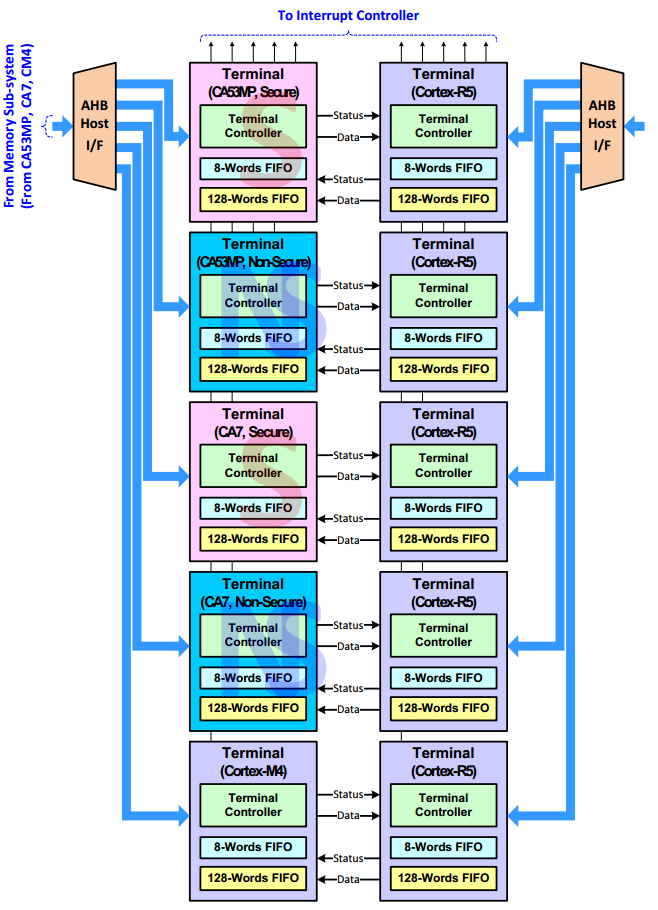 To Interrupt Controller
From Memory Sub-system
(From CA53MP, CA7, CM4)
AHB
Host
I/F
Terminal
(CA53MP, Secure)
Terminal
Controller
8-Words FIFO
128-Words FIFO
S
Status
Data
Status
Data
Terminal
(Cortex-R5)
Terminal
Controller
8-Words FIFO
128-Words FIFO
AHB
Host
I/F
Terminal
(CA53MP, Non-Secure)
Terminal
Controller
8-Words FIFO
128-Words FIFO
NS
Status
Data
Status
Data
Terminal
(Cortex-R5)
Terminal
Controller
8-Words FIFO
128-Words FIFO
Terminal
(CA7, Secure)
Terminal
Controller
8-Words FIFO
128-Words FIFO
S
Status
Data
Status
Data
Terminal
(Cortex-R5)
Terminal
Controller
8-Words FIFO
128-Words FIFO
Terminal
(CA7, Non-Secure)
Terminal
Controller
8-Words FIFO
128-Words FIFO
NS
Status
Data
Status
Data
Terminal
(Cortex-R5)
Terminal
Controller
8-Words FIFO
128-Words FIFO
Terminal
(Cortex-M4)
Terminal
Controller
8-Words FIFO
128-Words FIFO
Status
Data
Status
Data
Terminal
(Cortex-R5)
Terminal
Controller
8-Words FIFO
128-Words FIFO